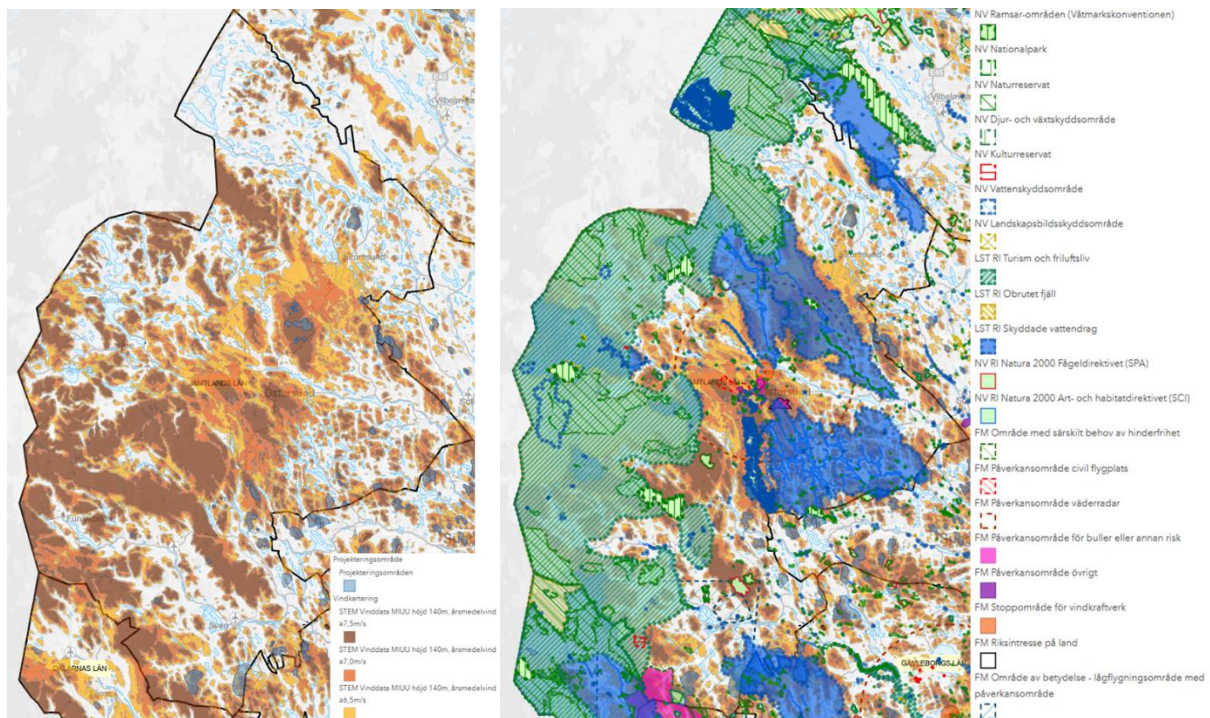 E45
Vilhelmina
JÄMTLANDS LÄN
Östersund
Sveg
DALARNAS LÄN
Projekteringsområde
Projekteringsområden
Vindkartering
STEM Vinddata MIUU höjd 140m, årsmedelvind
≥7,5m/s
STEM Vinddata MIUU höjd 140m, årsmedelvind
≥7,0m/s
STEM Vinddata MIUU höjd 140m, årsmedelvind
≥6,5m/s
GÄVLEBORGS LÄN
NV Ramsar-områden (Våtmarkskonventionen)
NV Nationalpark
NV Naturreservat
NV Djur- och växtskyddsområde
NV Kulturreservat
NV Vattenskyddsområde
NV Landskapsbildsskyddsområde
LST RI Turism och friluftsliv
LST RI Obrutet fjäll
LST RI Skyddade vattendrag
NV RI Natura 2000 Fågeldirektivet (SPA)
NV RI Natura 2000 Art- och habitatdirektivet (SCI)
FM Område med särskilt behov av hinderfrihet
FM Påverkansområde civil flygplats
FM Påverkansområde väderradar
FM Påverkansområde för buller eller annan risk
FM Påverkansområde övrigt
FM Stoppområde för vindkraftverk
FM Riksintresse på land
FM Område av betydelse - lågflygningsområde med
påverkansområde